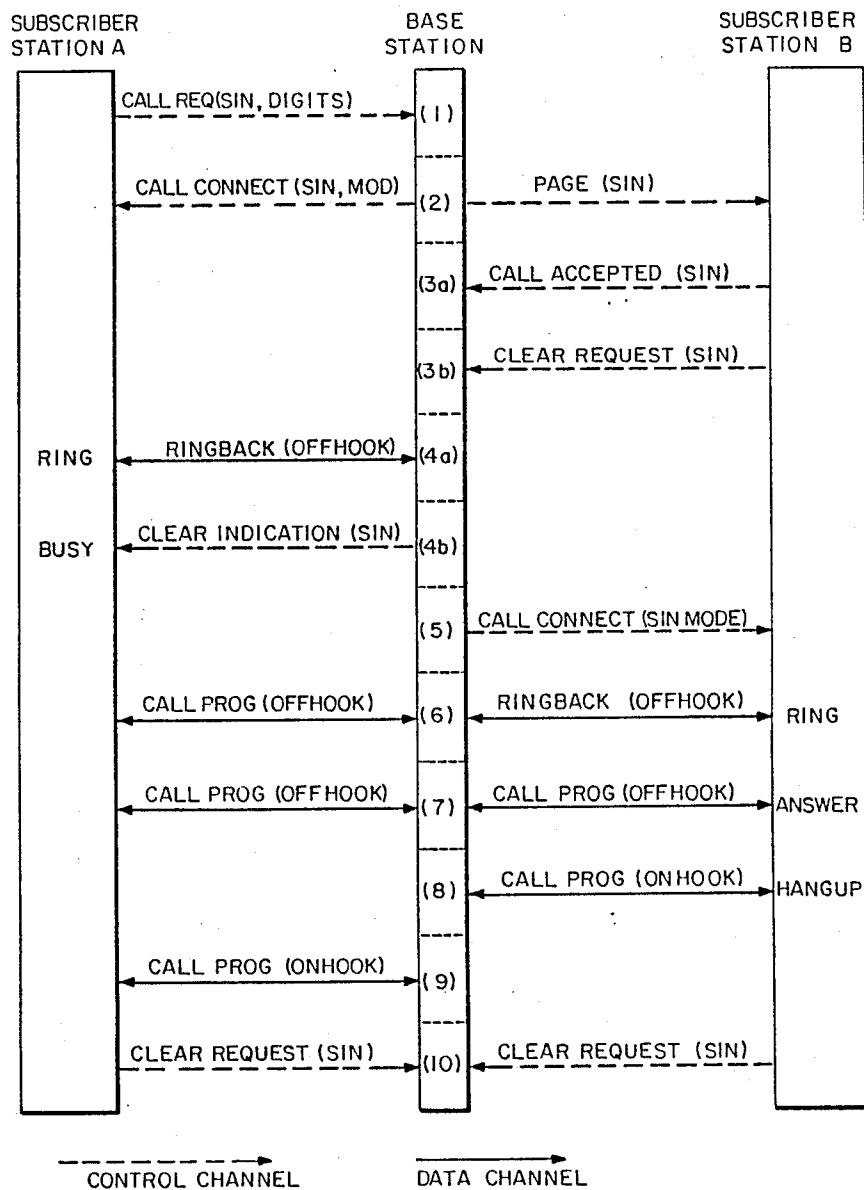 SUBSCRIBER
STATION A
BASE
STATION
SUBSCRIBER
STATION B
CALL REQ(SIN, DIGITS)
(1)
CALL CONNECT (SIN, MOD)
(2)
PAGE (SIN)
(3a)
CALL ACCEPTED (SIN)
(3b)
CLEAR REQUEST (SIN)
RING
RINGBACK (OFFHOOK)
(4a)
BUSY
CLEAR INDICATION (SIN)
(4b)
(5)
CALL CONNECT (SIN MODE)
CALL PROG (OFFHOOK)
(6)
RINGBACK (OFFHOOK)
RING
CALL PROG (OFFHOOK)
(7)
CALL PROG (OFFHOOK)
ANSWER
(8)
CALL PROG (ONHOOK)
HANGUP
CALL PROG (ONHOOK)
(9)
CLEAR REQUEST (SIN)
(10)
CLEAR REQUEST (SIN)
CONTROL CHANNEL
DATA CHANNEL